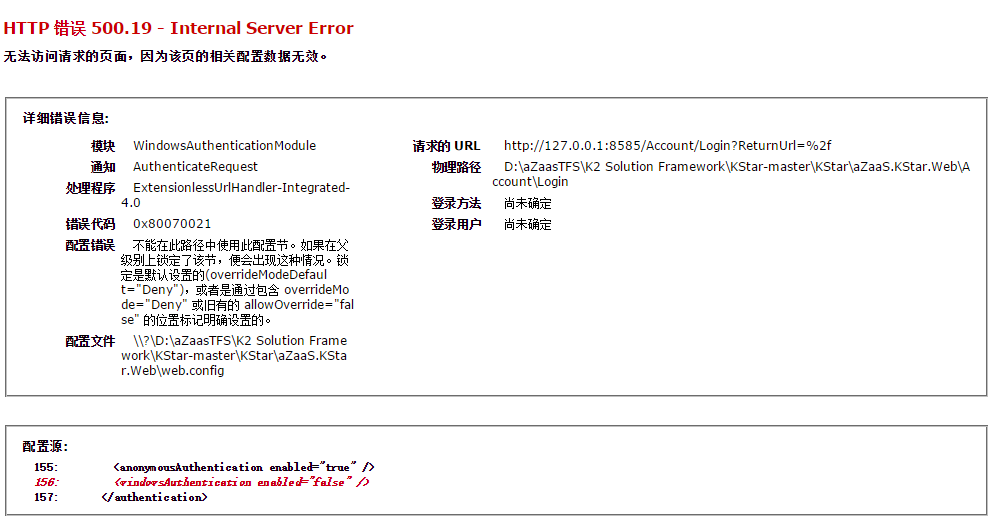 HTTP 错误 500.19 - Internal Server Error
无法访问请求的页面，因为该页的相关配置数据无效。
详细错误信息:
模块 WindowsAuthenticationModule
通知 AuthenticateRequest
处理程序 ExtensionlessUrlHandler-Integrated-
4.0
错误代码 0x80070021
配置错误 不能在此路径中使用此配置节。如果在父
级别上锁定了该节，便会出现这种情况。锁
定是默认设置的(overrideModeDefaul
t="Deny")，或者是通过包含 overrideMo
de="Deny" 或旧有的 allowOverride="fal
se" 的位置标记明确设置的。
配置文件 \\?\D:\aZaasTFS\K2 Solution Frame
work\KStar-master\KStar\aZaaS.KSta
r.Web\web.config
请求的 URL http://127.0.0.1:8585/Account/Login?ReturnUrl=%2f
物理路径 D:\aZaasTFS\K2 Solution Framework\KStar-master\KStar\aZaaS.KStar.Web\A
ccount\Login
登录方法 尚未确定
登录用户 尚未确定
配置源:
155: <anonymousAuthentication enabled="true" />
156: <windowsAuthentication enabled="false" />
157: </authentication>